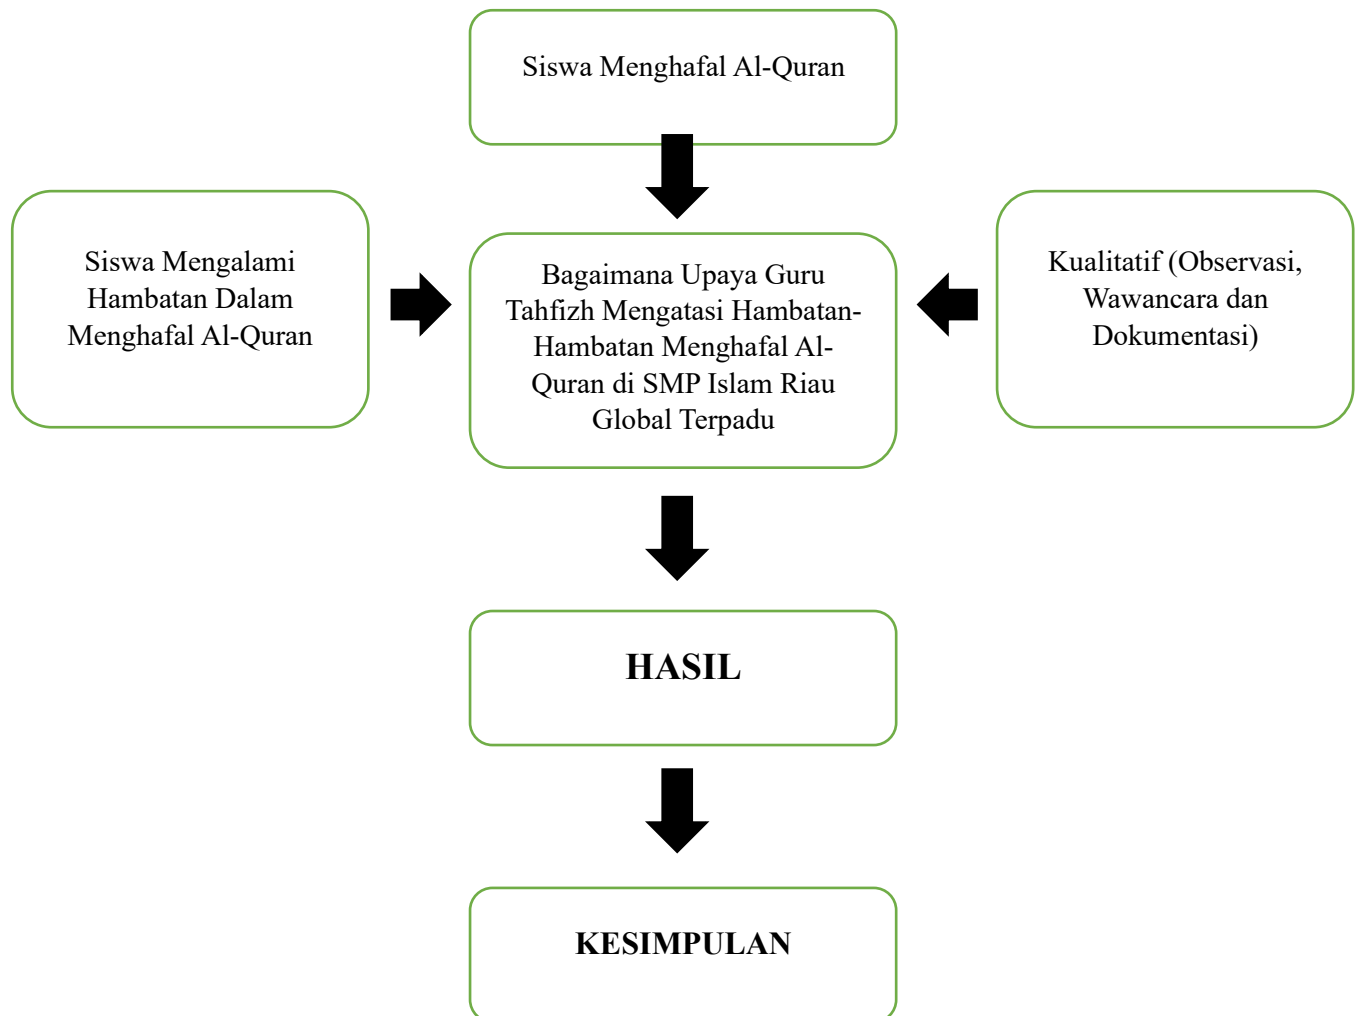 Siswa Menghafal Al-Quran
Siswa Mengalami
Hambatan Dalam
Menghafal Al-Quran
Bagaimana Upaya Guru
Tahfizh Mengatasi Hambatan-
Hambatan Menghafal Al-
Quran di SMP Islam Riau
Global Terpadu
Kualitatif (Observasi,
Wawancara dan
Dokumentasi)
HASIL
KESIMPULAN